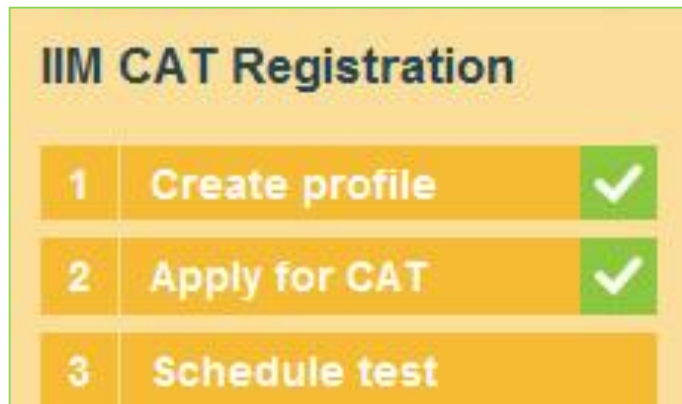 IIM CAT Registration
1 Create profile
2 Apply for CAT
3 Schedule test